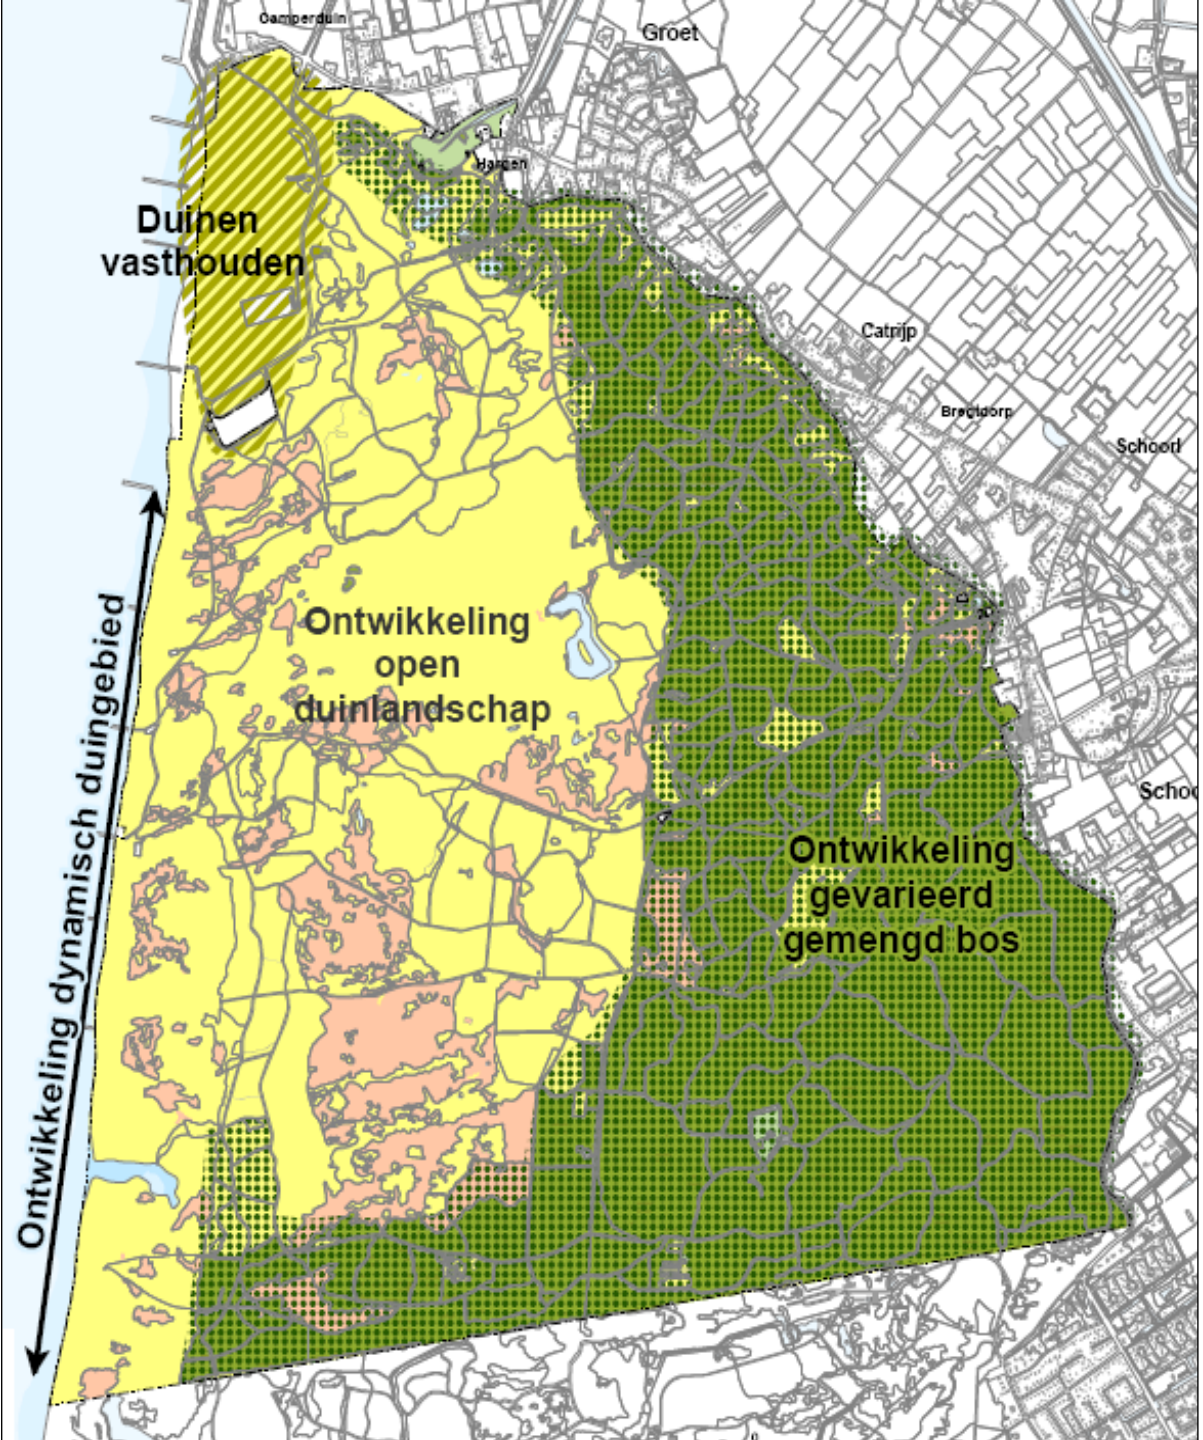 Camperduin
Groet
Hargen
Duinen
vasthouden
Catrijp
Bregtdorp
Schoorl
Ontwikkeling
open
duinlandschap
Ontwikkeling dynamisch duingebied
Schoo
Ontwikkeling
gevarieerd
gemengd bos